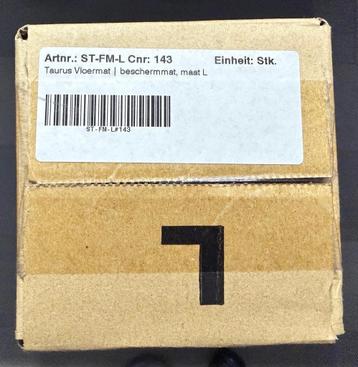 Artnr.: ST-FM-L Cnr: 143 Einheit: Stk.
Taurus Vloermat | beschermmat, maat L
ST-FM-L#143
L